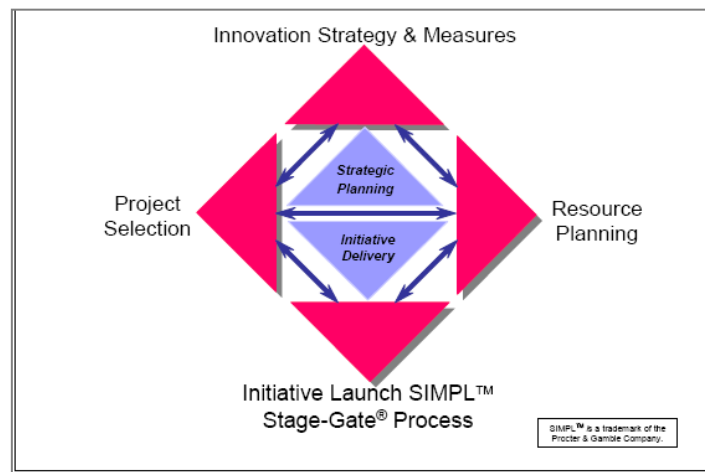 Innovation Strategy & Measures
Strategic
Planning
Project
Selection
Resource
Planning
Initiative
Delivery
Initiative Launch SIMPL™
Stage-Gate® Process
SIMPL™ is a trademark of the
Procter & Gamble Company.